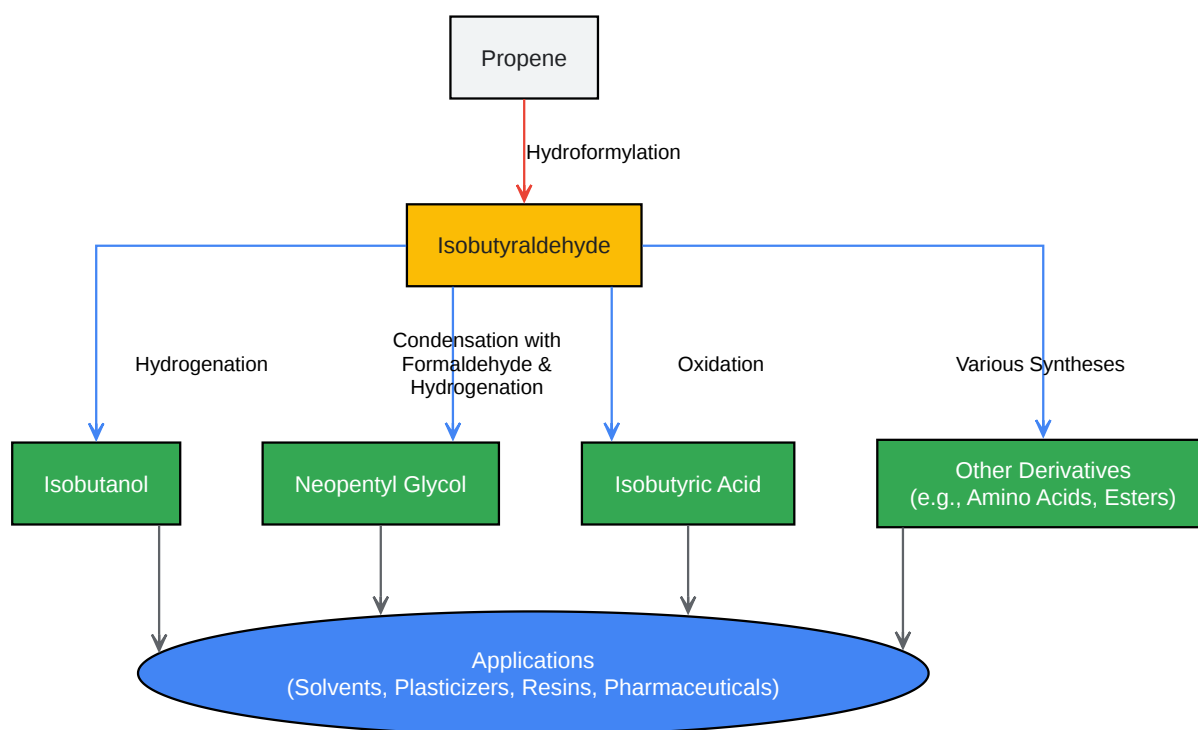 Propene
Hydroformylation
Isobutyraldehyde
Hydrogenation
Condensation with
Formaldehyde &
Hydrogenation
Oxidation
Various Syntheses
Isobutanol
Neopentyl Glycol
Isobutyric Acid
Other Derivatives
(e.g., Amino Acids, Esters)
Applications
(Solvents, Plasticizers, Resins, Pharmaceuticals)